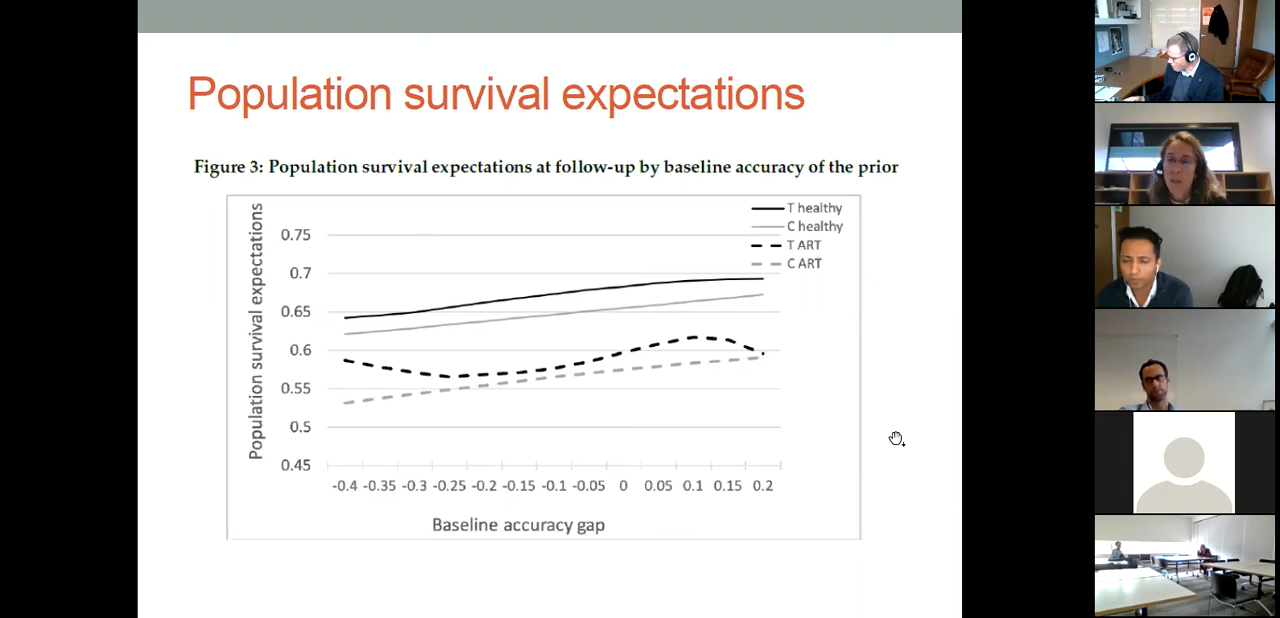 Population survival expectations
Figure 3: Population survival expectations at follow-up by baseline accuracy of the prior
Population survival expectations
0.75
0.7
0.65
0.6
0.55
0.5
0.45
T healthy
C healthy
T ART
C ART
-0.4 -0.35 -0.3 -0.25 -0.2 -0.15 -0.1 -0.05 0 0.05 0.1 0.15 0.2
Baseline accuracy gap